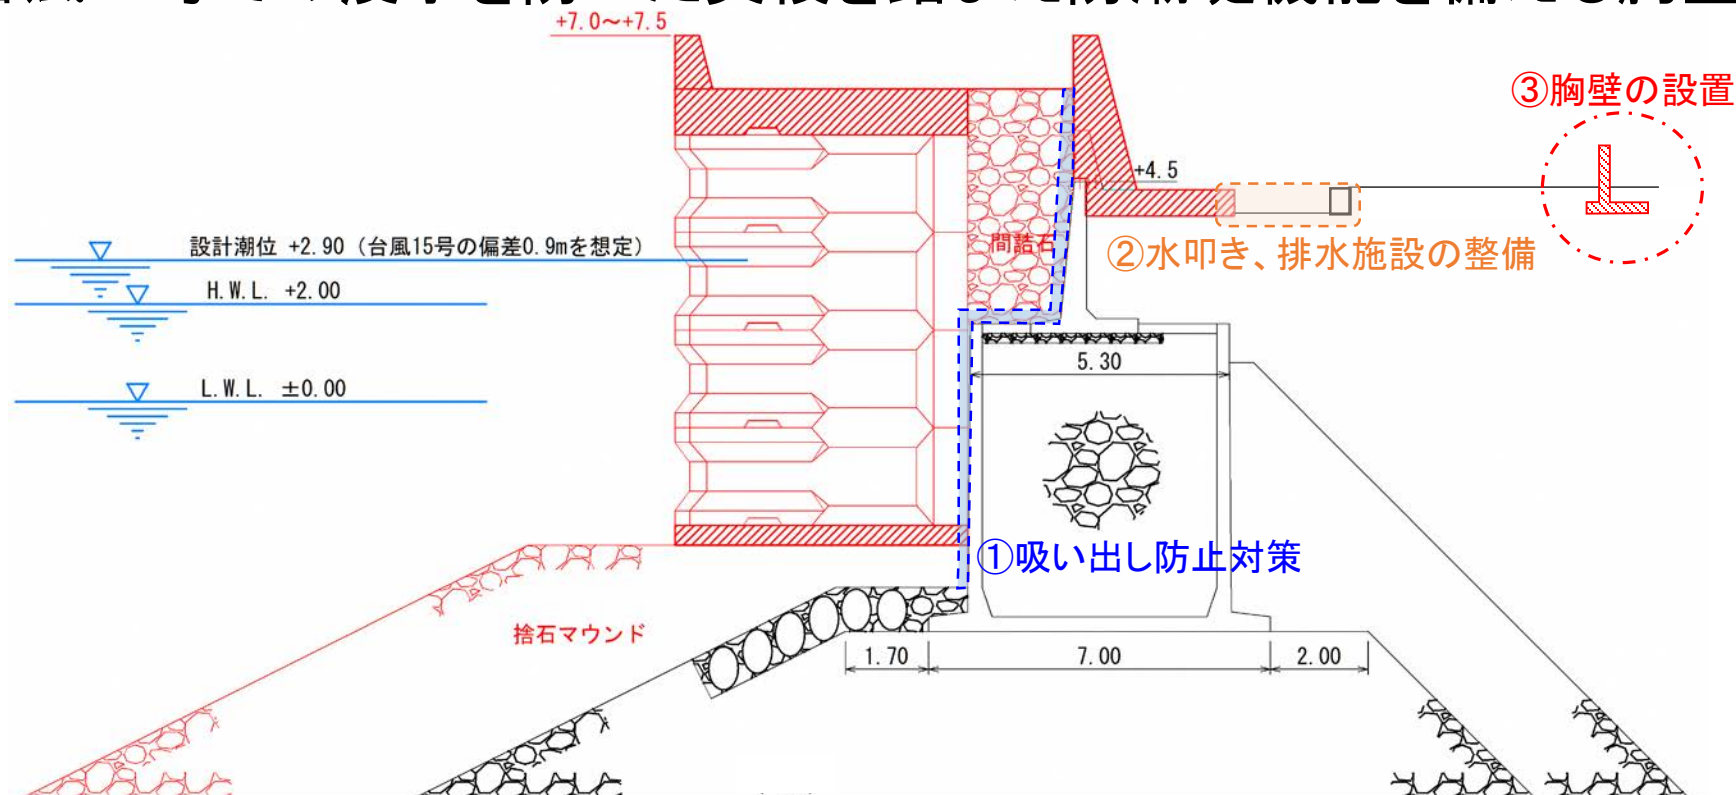 +7.0～+7.5
③胸壁の設置
+4.5
設計潮位 +2.90（台風15号の偏差0.9mを想定）
間詰石
②水叩き、排水施設の整備
H.W.L. +2.00
5.30
L.W.L. ±0.00
①吸い出し防止対策
捨石マウンド
1.70
7.00
2.00